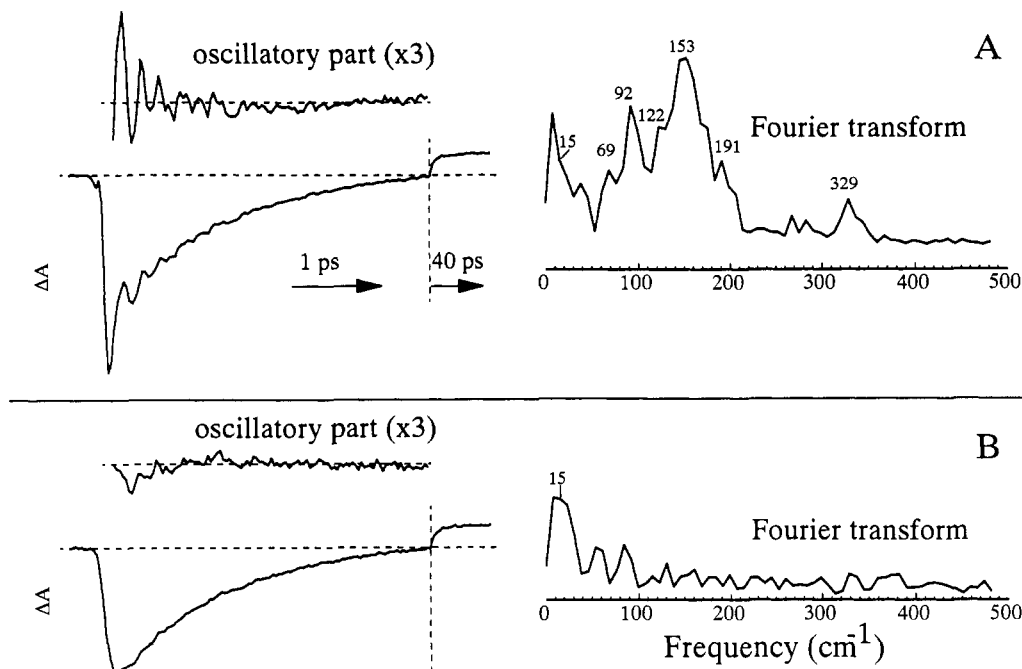 A
oscillatory part (x3)
Fourier transform
15
69
92
122
153
191
329
ΔA
1 ps
40 ps
0 100 200 300 400 500
B
oscillatory part (x3)
Fourier transform
15
ΔA
0 100 200 300 400 500
Frequency (cm⁻¹)